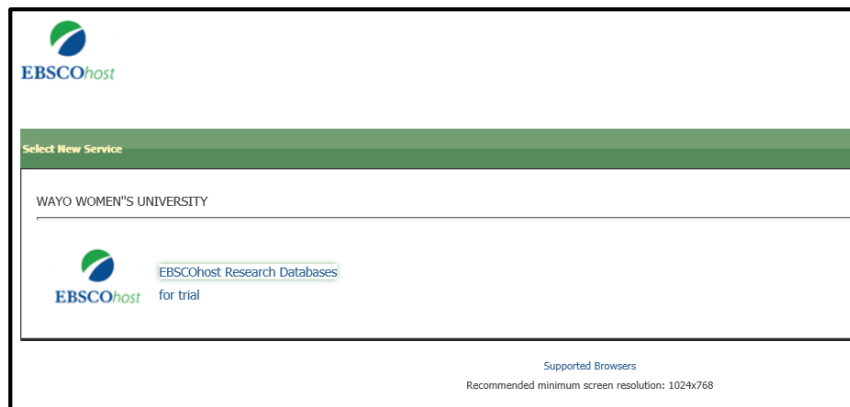 EBSCOhost
Select New Service
WAYO WOMEN"S UNIVERSITY
EBSCOhost
EBSCOhost Research Databases
for trial
Supported Browsers
Recommended minimum screen resolution: 1024x768